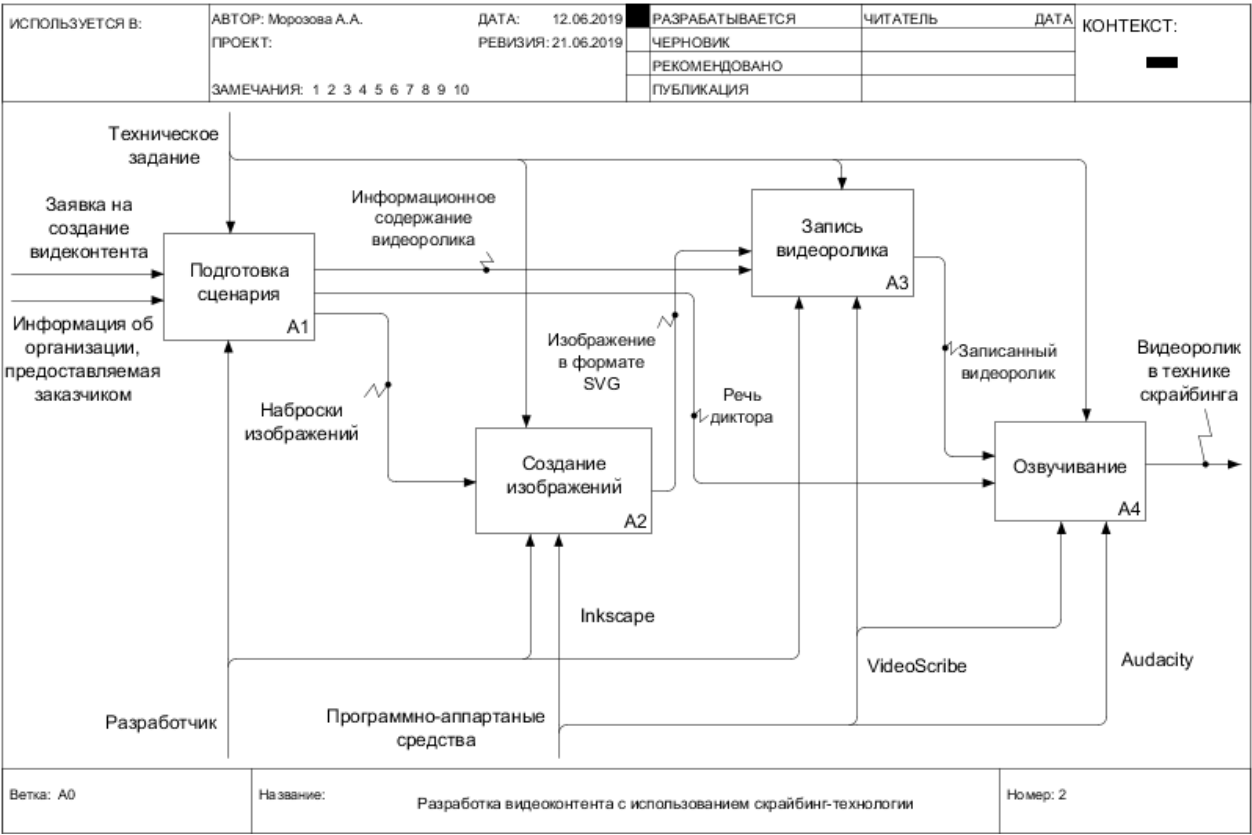 ИСПОЛЬЗУЕТСЯ В:
АВТОР: Морозова А.А.
ДАТА: 12.06.2019
ПРОЕКТ:
РЕВИЗИЯ: 21.06.2019
ЗАМЕЧАНИЯ: 1 2 3 4 5 6 7 8 9 10
РАЗРАБАТЫВАЕТСЯ
ЧЕРНОВИК
РЕКОМЕНДОВАНО
ПУБЛИКАЦИЯ
ЧИТАТЕЛЬ
ДАТА
КОНТЕКСТ:
Техническое
задание
Заявка на
создание
видеконтента
Информация об
организации,
предоставляемая
заказчиком
Подготовка
сценария
A1
Информационное
содержание
видеоролика
Наброски
изображений
Создание
изображений
A2
Изображение
в формате
SVG
Речь
диктора
Запись
видеоролика
A3
Записанный
видеоролик
Озвучивание
A4
Видеоролик
в технике
скрайбинга
Inkscape
VideoScribe
Audacity
Разработчик
Программно-аппартаные
средства
Ветка: A0
Название:
Разработка видеоконтента с использованием скрайбинг-технологии
Номер: 2